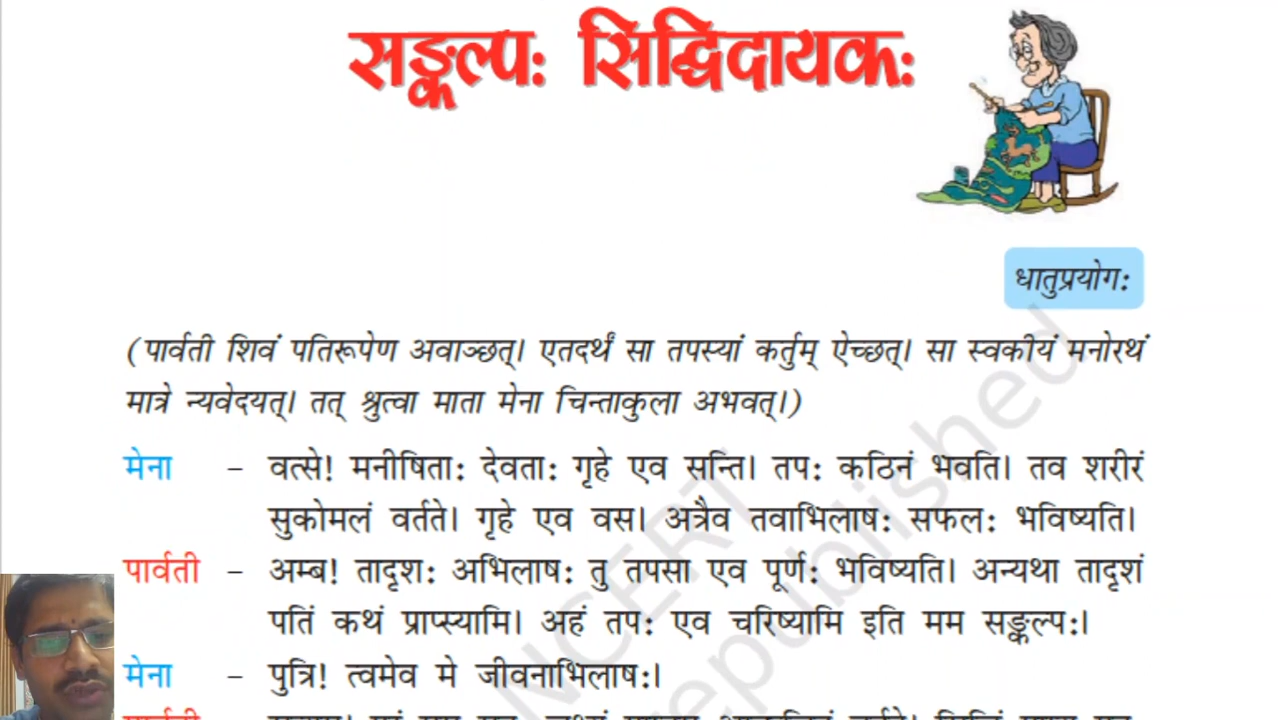 सङ्कल्पः सिद्धिदायकः
धातुप्रयोगः
(पार्वती शिवं पतिरूपेण अवाञ्छत्। एतदर्थं सा तपस्यां कर्तुम् ऐच्छत्। सा स्वकीयं मनोरथं
मात्रे न्यवेदयत्। तत् श्रुत्वा माता मेना चिन्ताकुला अभवत्।)
मेना – वत्से! मनीषिताः देवताः गृहे एव सन्ति। तपः कठिनं भवति। तव शरीरं
सुकोमलं वर्तते। गृहे एव वस। अत्रैव तवाभिलाषः सफलः भविष्यति।
पार्वती – अम्ब! तादृशः अभिलाषः तु तपसा एव पूर्णः भविष्यति। अन्यथा तादृशं
पतिं कथं प्राप्स्यामि। अहं तपः एव चरिष्यामि इति मम सङ्कल्पः।
मेना – पुत्रि! त्वमेव मे जीवनाभिलाषः।
पार्वती –
NCERT
republished